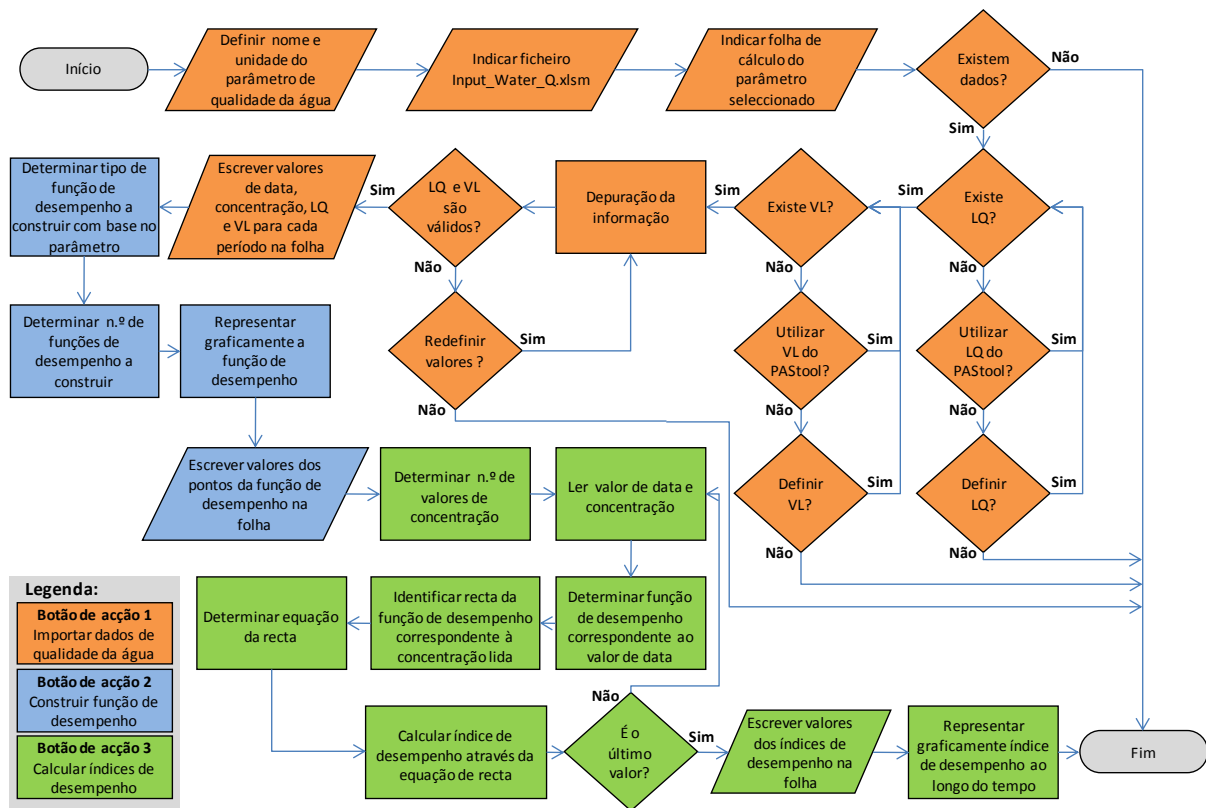 Início
Definir nome e
unidade do
parâmetro de
qualidade da água
Indicar ficheiro
Input_Water_Q.xlsm
Indicar folha de
cálculo do
parâmetro
seleccionado
Existem
dados?
Não
Sim
Determinar tipo de
função de
desempenho a
construir com base no
parâmetro
Escrever valores
de data,
concentração, LQ
e VL para cada
período na folha
Sim
LQ e VL
são
válidos?
Não
Depuração da
informação
Sim
Existe VL?
Não
Sim
Existe
LQ?
Não
Determinar n.º de
funções de
desempenho a
construir
Representar
graficamente a
função de
desempenho
Redefinir
valores ?
Sim
Não
Utilizar
VL do
PAStool?
Sim
Não
Utilizar
LQ do
PAStool?
Sim
Não
Escrever valores dos
pontos da função de
desempenho na
folha
Determinar n.º de
valores de
concentração
Ler valor de data e
concentração
Definir
VL?
Sim
Não
Definir
LQ?
Sim
Não
Legenda:
Botão de acção 1
Importar dados de
qualidade da água
Botão de acção 2
Construir função de
desempenho
Botão de acção 3
Calcular índices de
desempenho
Determinar equação
da recta
Identificar recta da
função de desempenho
correspondente à
concentração lida
Determinar função
de desempenho
correspondente ao
valor de data
Calcular índice de
desempenho através da
equação de recta
Não
É o
último
valor?
Sim
Escrever valores
dos índices de
desempenho na
folha
Representar
graficamente índice
de desempenho ao
longo do tempo
Fim